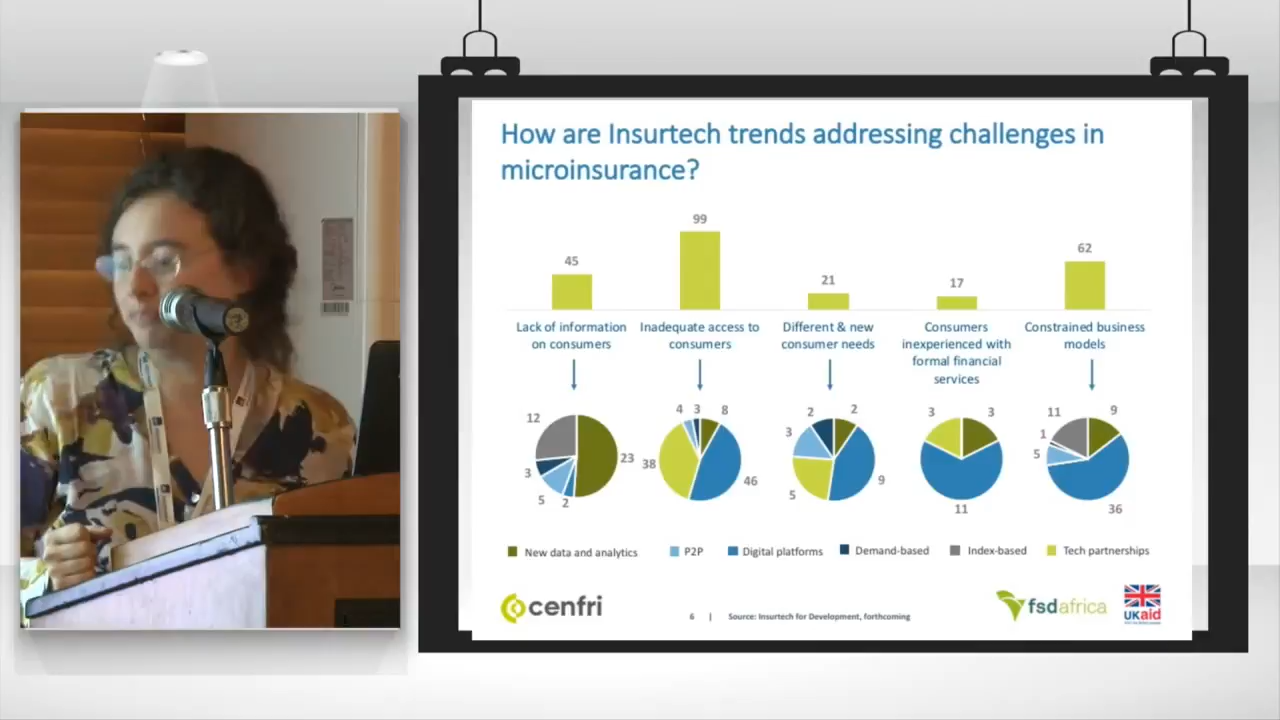 How are Insurtech trends addressing challenges in
microinsurance?
45
99
21
17
62
Lack of information
on consumers
Inadequate access to
consumers
Different & new
consumer needs
Consumers
inexperienced with
formal financial
services
Constrained business
models
12
23
3
5
2
4
3
8
38
46
2
2
3
5
9
3
3
11
11
9
1
5
36
New data and analytics
P2P
Digital platforms
Demand-based
Index-based
Tech partnerships
cenfri
6 | Source: Insurtech for Development, forthcoming
fsdafrica
UKaid